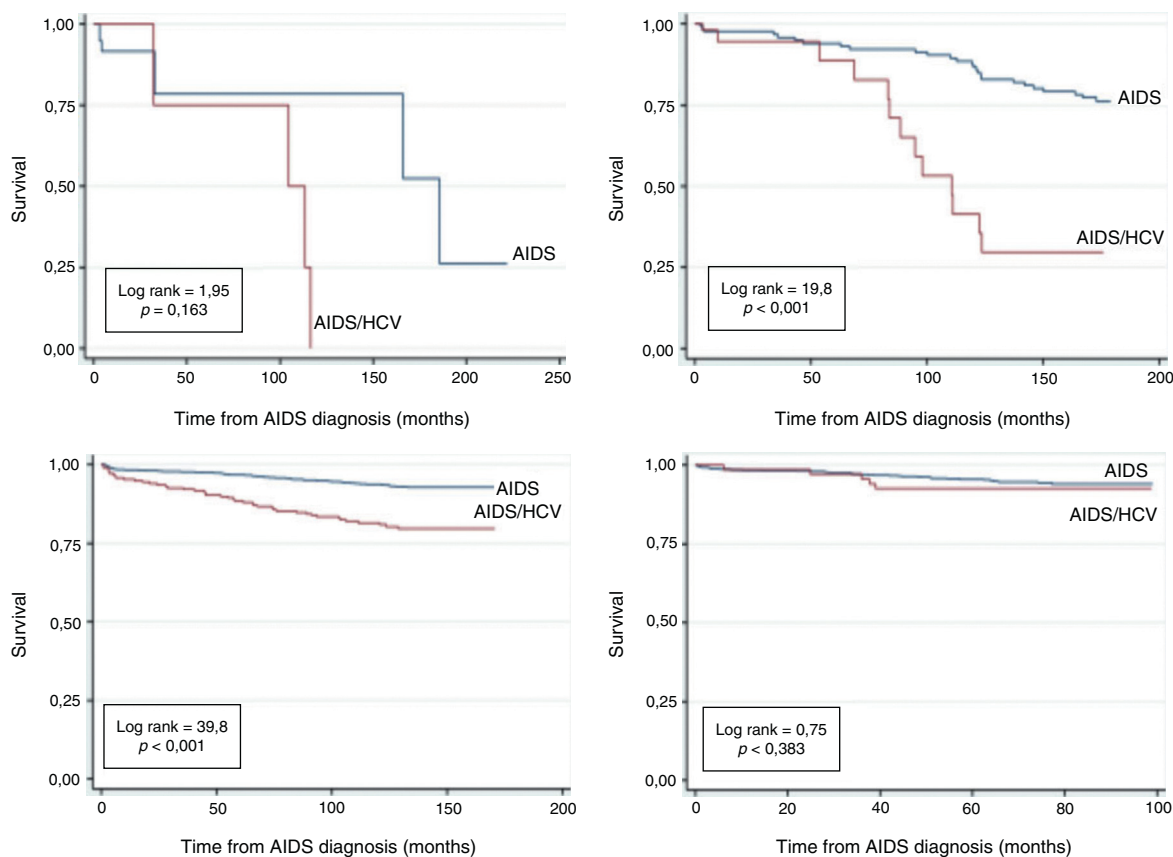 1,00
0,75
0,50
0,25
0,00
Survival
AIDS
AIDS/HCV
Log rank = 1,95
p = 0,163
0 50 100 150 200 250
Time from AIDS diagnosis (months)
1,00
0,75
0,50
0,25
0,00
Survival
AIDS
AIDS/HCV
Log rank = 19,8
p < 0,001
0 50 100 150 200
Time from AIDS diagnosis (months)
1,00
0,75
0,50
0,25
0,00
Survival
AIDS
AIDS/HCV
Log rank = 39,8
p < 0,001
0 50 100 150 200
Time from AIDS diagnosis (months)
1,00
0,75
0,50
0,25
0,00
Survival
AIDS
AIDS/HCV
Log rank = 0,75
p < 0,383
0 20 40 60 80 100
Time from AIDS diagnosis (months)